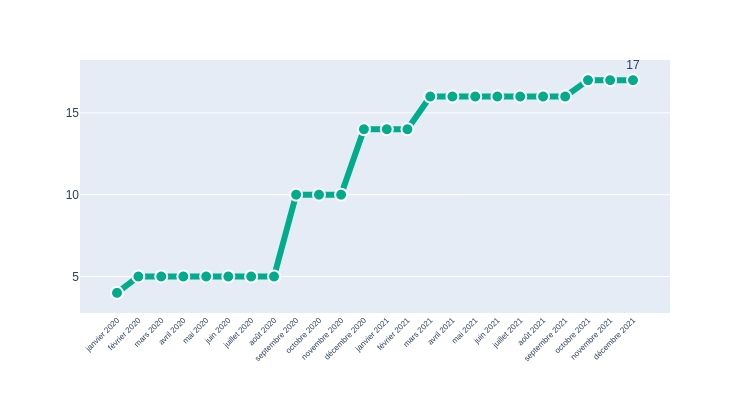 17
15
10
5
janvier 2020
février 2020
mars 2020
avril 2020
mai 2020
juin 2020
juillet 2020
août 2020
septembre 2020
octobre 2020
novembre 2020
décembre 2020
janvier 2021
février 2021
mars 2021
avril 2021
mai 2021
juin 2021
juillet 2021
août 2021
septembre 2021
octobre 2021
novembre 2021
décembre 2021